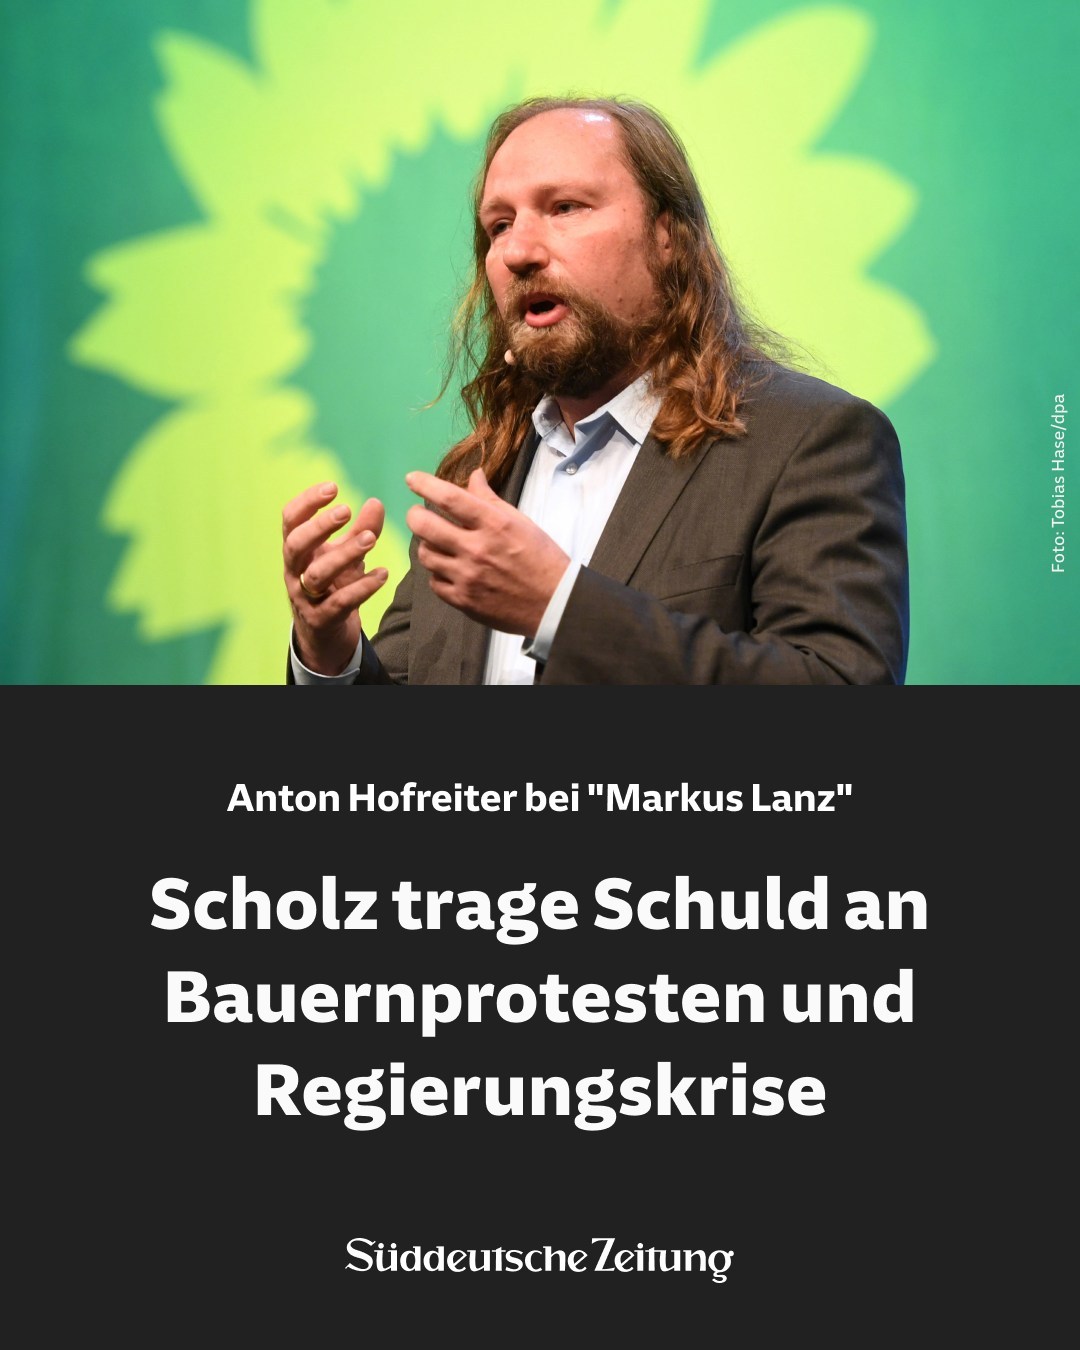 Foto: Tobias Hase/dpa
Anton Hofreiter bei "Markus Lanz"
Scholz trage Schuld an
Bauernprotesten und
Regierungskrise
Süddeutsche Zeitung